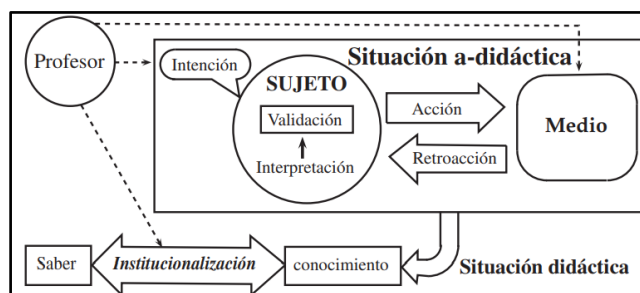 Profesor
Situación a-didáctica
Intención
SUJETO
Validación
Interpretación
Acción
Retroacción
Medio
Saber
Institucionalización
conocimiento
Situación didáctica